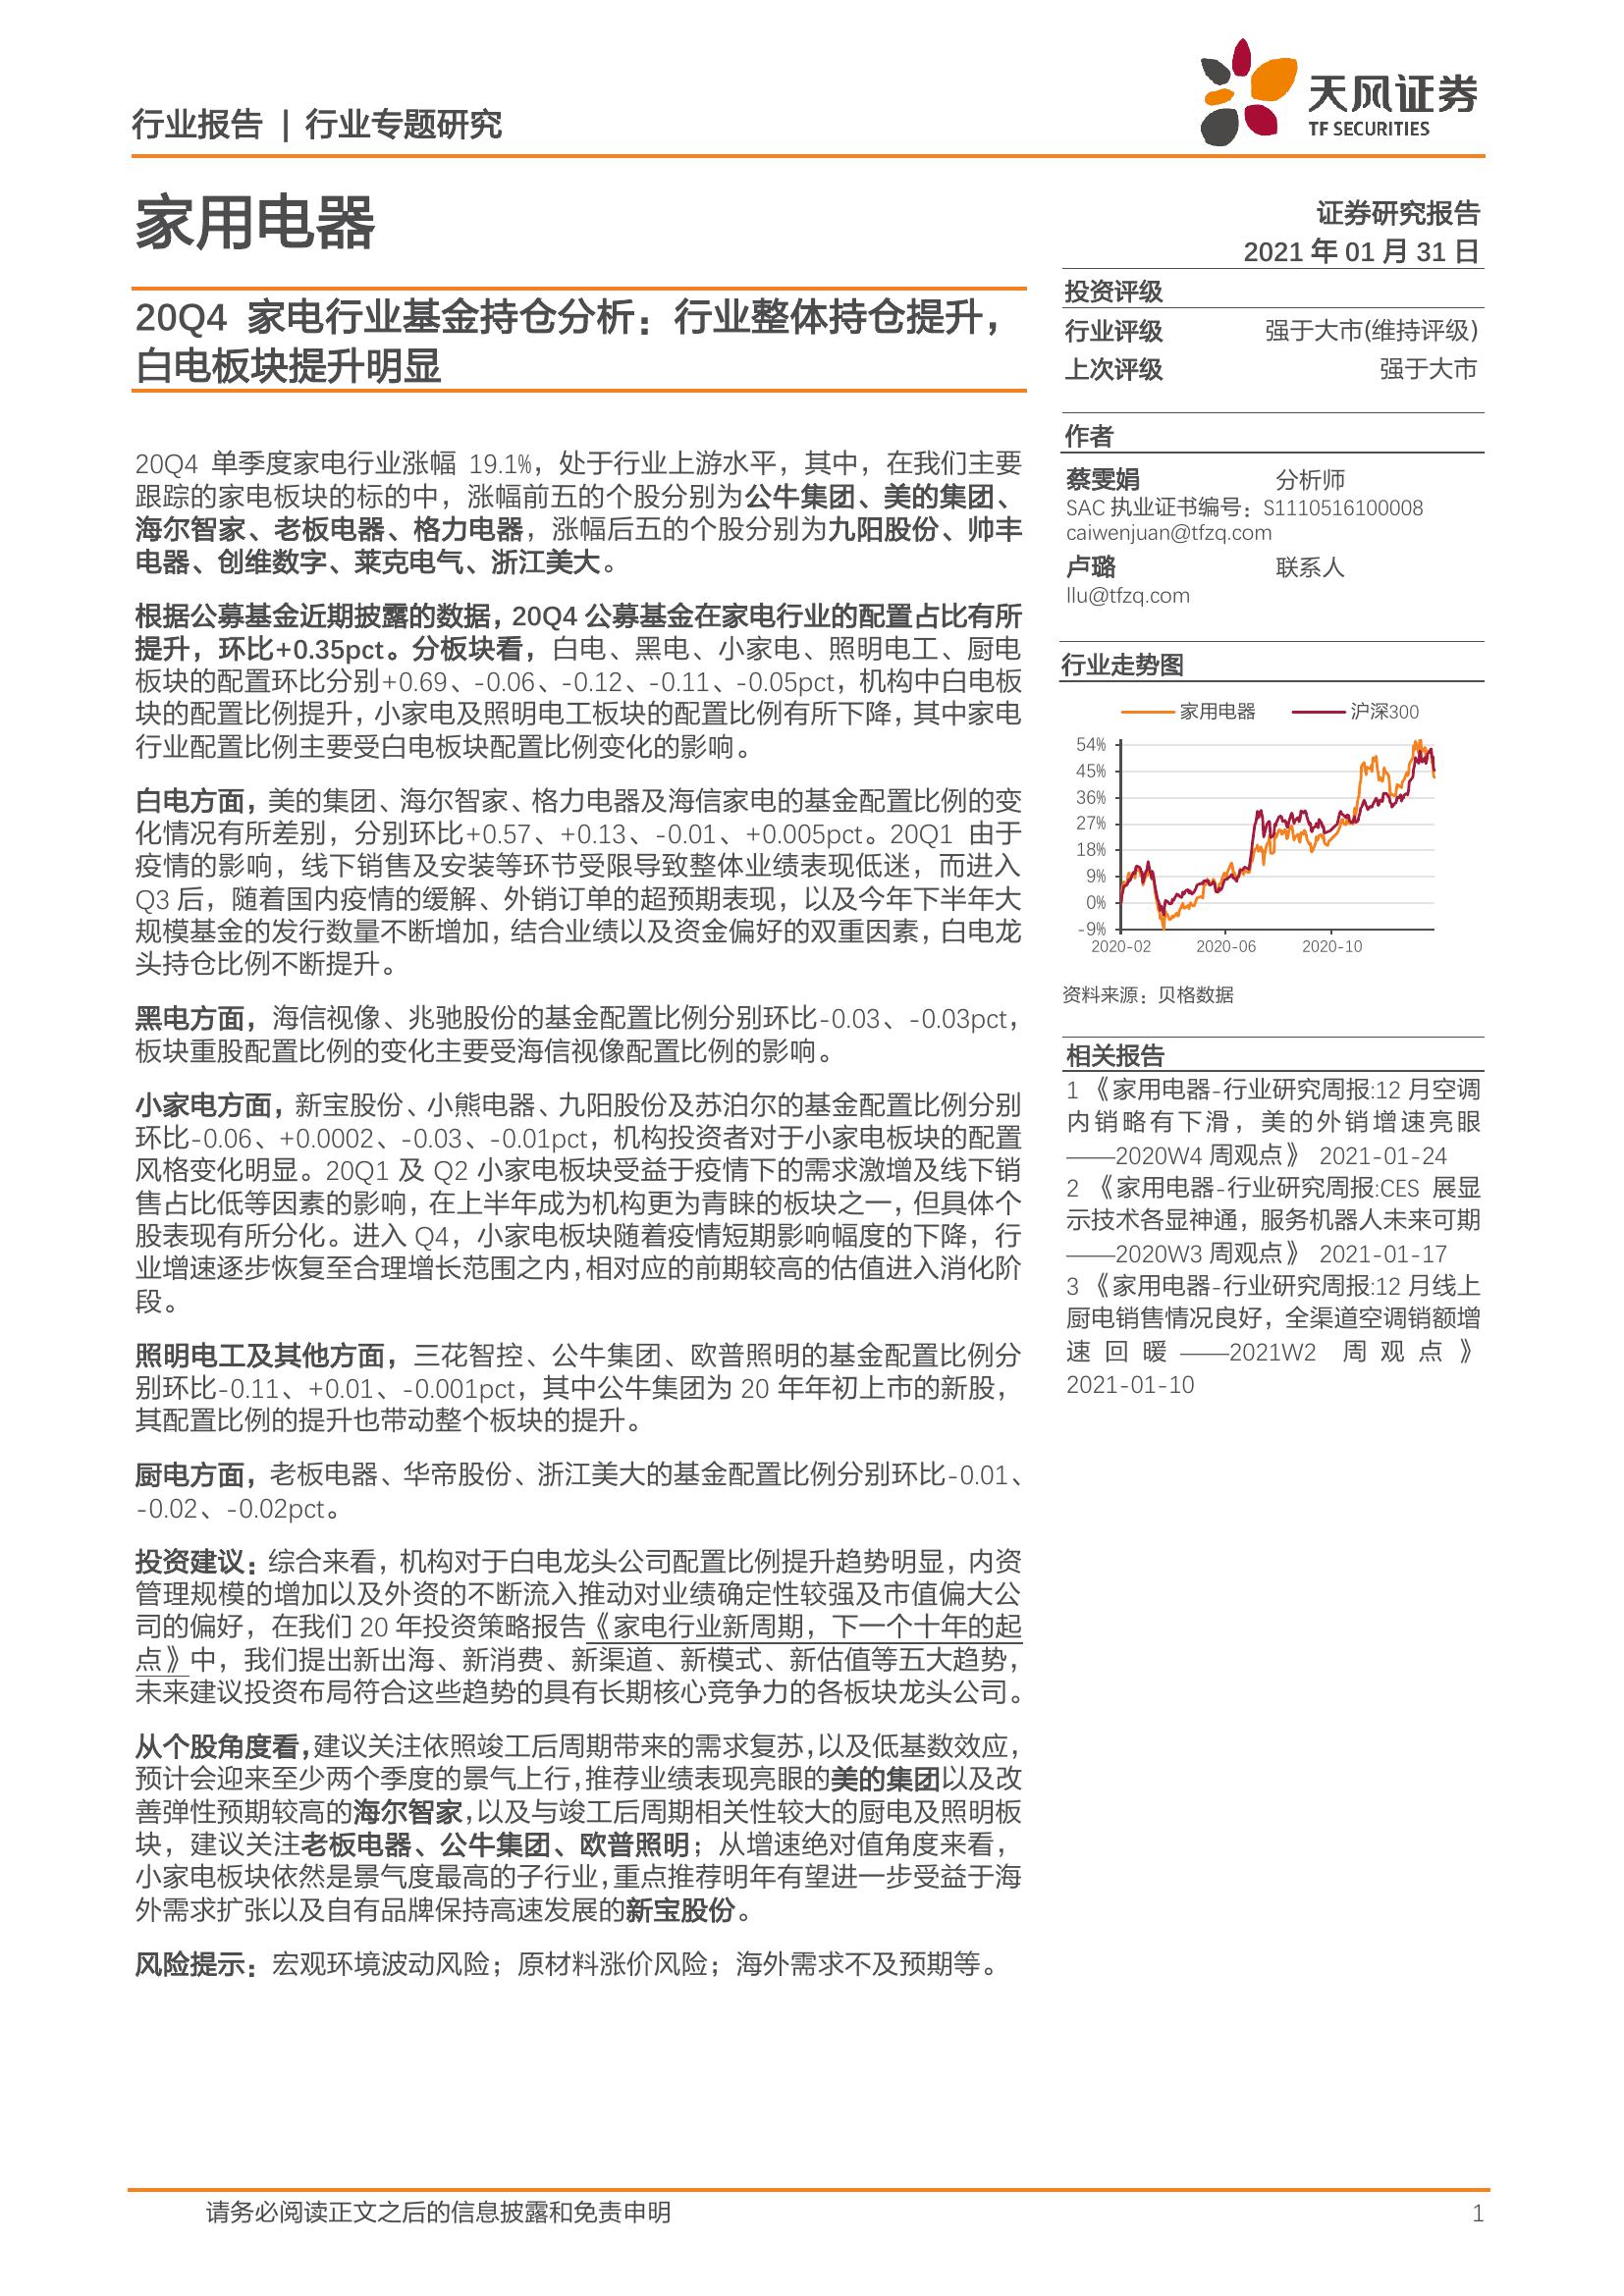 行业报告 | 行业专题研究
天风证券
TF SECURITIES
家用电器
20Q4 家电行业基金持仓分析：行业整体持仓提升，
白电板块提升明显
20Q4 单季度家电行业涨幅 19.1%，处于行业上游水平，其中，在我们主要
跟踪的家电板块的标的中，涨幅前五的个股分别为公牛集团、美的集团、
海尔智家、老板电器、格力电器，涨幅后五的个股分别为九阳股份、帅丰
电器、创维数字、莱克电气、浙江美大。
根据公募基金近期披露的数据，20Q4 公募基金在家电行业的配置占比有所
提升，环比+0.35pct。分板块看，白电、黑电、小家电、照明电工、厨电
板块的配置环比分别+0.69、-0.06、-0.12、-0.11、-0.05pct，机构中白电板
块的配置比例提升，小家电及照明电工板块的配置比例有所下降，其中家电
行业配置比例主要受白电板块配置比例变化的影响。
白电方面，美的集团、海尔智家、格力电器及海信家电的基金配置比例的变
化情况有所差别，分别环比+0.57、+0.13、-0.01、+0.005pct。20Q1 由于
疫情的影响，线下销售及安装等环节受限导致整体业绩表现低迷，而进入
Q3 后，随着国内疫情的缓解、外销订单的超预期表现，以及今年下半年大
规模基金的发行数量不断增加，结合业绩以及资金偏好的双重因素，白电龙
头持仓比例不断提升。
黑电方面，海信视像、兆驰股份的基金配置比例分别环比-0.03、-0.03pct，
板块重股配置比例的变化主要受海信视像配置比例的影响。
小家电方面，新宝股份、小熊电器、九阳股份及苏泊尔的基金配置比例分别
环比-0.06、+0.0002、-0.03、-0.01pct，机构投资者对于小家电板块的配置
风格变化明显。20Q1 及 Q2 小家电板块受益于疫情下的需求激增及线下销
售占比低等因素的影响，在上半年成为机构更为青睐的板块之一，但具体个
股表现有所分化。进入 Q4，小家电板块随着疫情短期影响幅度的下降，行
业增速逐步恢复至合理增长范围之内，相对应的前期较高的估值进入消化阶
段。
照明电工及其他方面，三花智控、公牛集团、欧普照明的基金配置比例分
别环比-0.11、+0.01、-0.001pct，其中公牛集团为 20 年年初上市的新股，
其配置比例的提升也带动整个板块的提升。
厨电方面，老板电器、华帝股份、浙江美大的基金配置比例分别环比-0.01、
-0.02、-0.02pct。
投资建议：综合来看，机构对于白电龙头公司配置比例提升趋势明显，内资
管理规模的增加以及外资的不断流入推动对业绩确定性较强及市值偏大公
司的偏好，在我们 20 年投资策略报告《家电行业新周期，下一个十年的起
点》中，我们提出新出海、新消费、新渠道、新模式、新估值等五大趋势，
未来建议投资布局符合这些趋势的具有长期核心竞争力的各板块龙头公司。
从个股角度看，建议关注依照竣工后周期带来的需求复苏，以及低基数效应，
预计会迎来至少两个季度的景气上行，推荐业绩表现亮眼的美的集团以及改
善弹性预期较高的海尔智家，以及与竣工后周期相关性较大的厨电及照明板
块，建议关注老板电器、公牛集团、欧普照明；从增速绝对值角度来看，
小家电板块依然是景气度最高的子行业，重点推荐明年有望进一步受益于海
外需求扩张以及自有品牌保持高速发展的新宝股份。
风险提示：宏观环境波动风险；原材料涨价风险；海外需求不及预期等。
证券研究报告
2021 年 01 月 31 日
投资评级
行业评级 强于大市(维持评级)
上次评级 强于大市
作者
蔡雯娟 分析师
SAC 执业证书编号：S1110516100008
caiwenjuan@tfzq.com
卢璐 联系人
llu@tfzq.com
行业走势图
家用电器 沪深300
54%
45%
36%
27%
18%
9%
0%
-9%
2020-02 2020-06 2020-10
资料来源：贝格数据
相关报告
1 《家用电器-行业研究周报:12 月空调
内销略有下滑，美的外销增速亮眼
——2020W4 周观点》 2021-01-24
2 《家用电器-行业研究周报:CES 展显
示技术各显神通，服务机器人未来可期
——2020W3 周观点》 2021-01-17
3 《家用电器-行业研究周报:12 月线上
厨电销售情况良好，全渠道空调销额增
速回暖——2021W2 周观点》
2021-01-10
请务必阅读正文之后的信息披露和免责申明 1